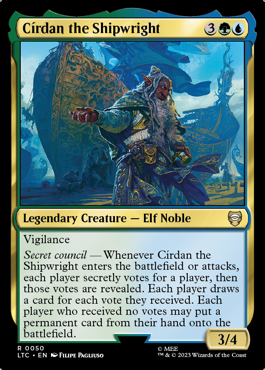 Círdan the Shipwright 3
Legendary Creature — Elf Noble
Vigilance
Secret council — Whenever Círdan the
Shipwright enters the battlefield or attacks,
each player secretly votes for a player, then
those votes are revealed. Each player draws
a card for each vote they received. Each
player who received no votes may put a
permanent card from their hand onto the
battlefield.
3/4
R 0050
LTC • EN FILIPE PAGLIUSO
© MEE
™ & © 2023 Wizards of the Coast